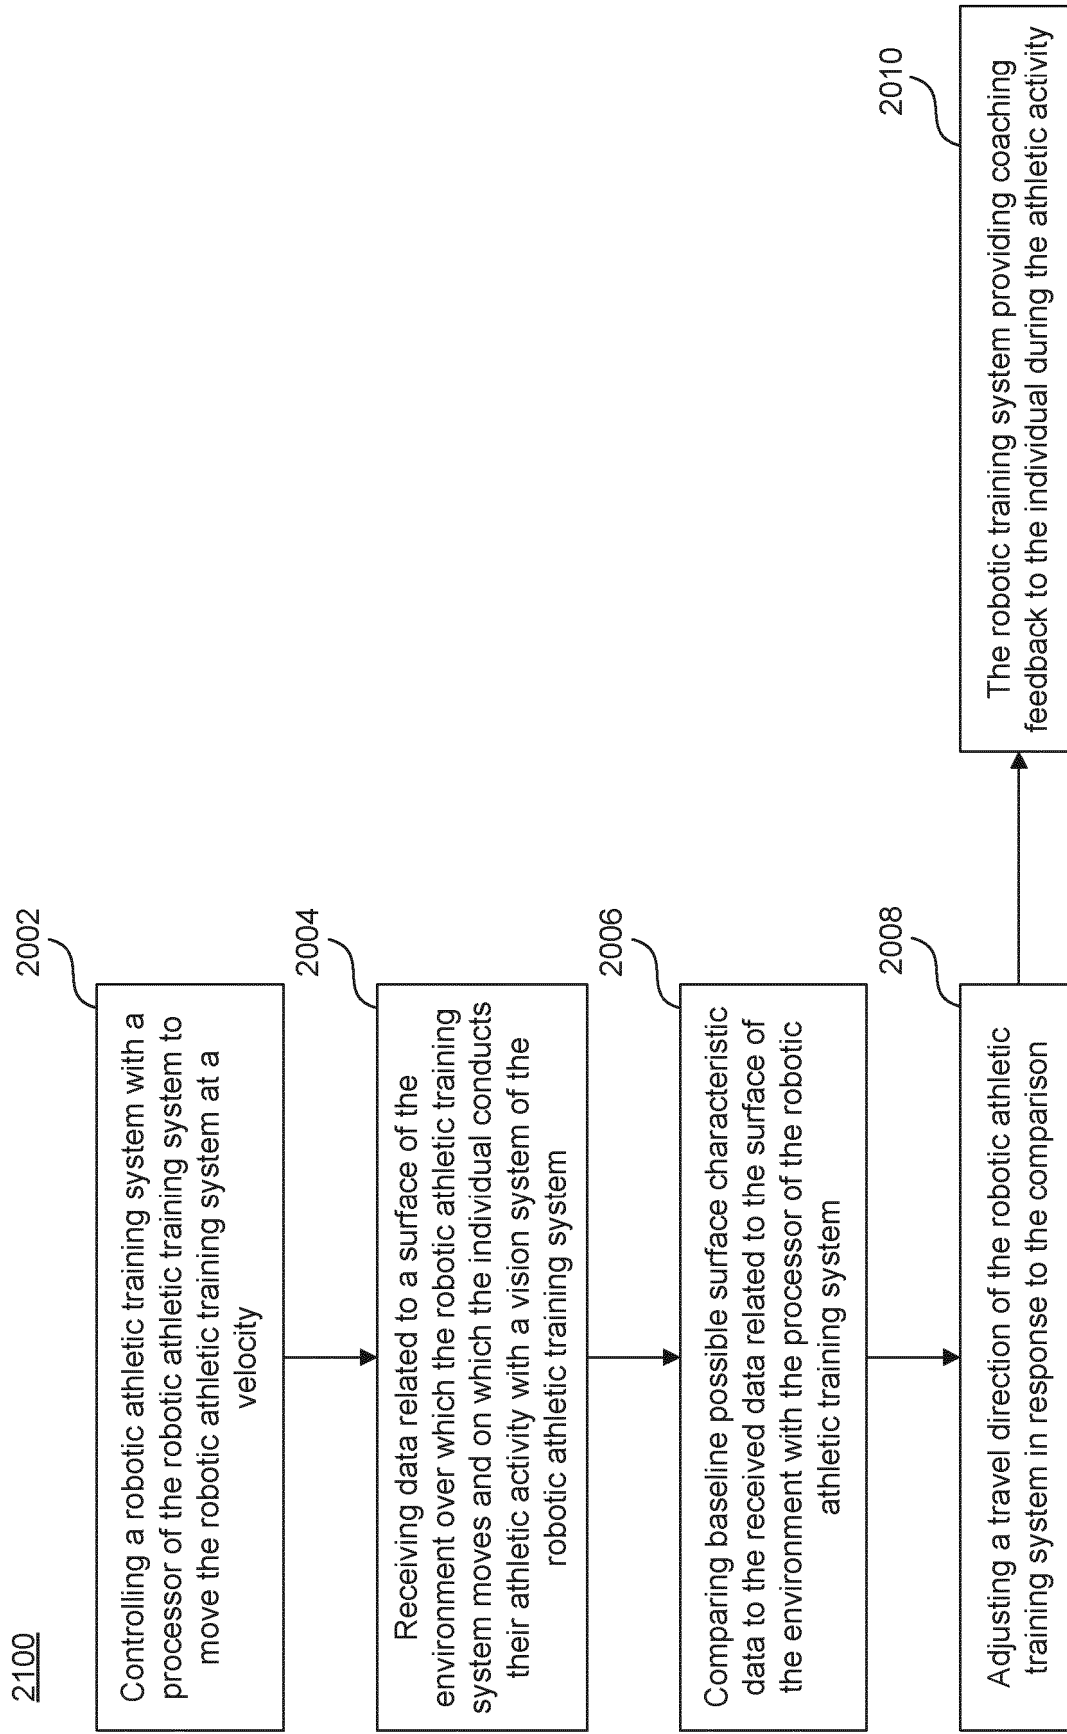 2100
2002
Controlling a robotic athletic training system with a
processor of the robotic athletic training system to
move the robotic athletic training system at a
velocity
2004
Receiving data related to a surface of the
environment over which the robotic athletic training
system moves and on which the individual conducts
their athletic activity with a vision system of the
robotic athletic training system
2006
Comparing baseline possible surface characteristic
data to the received data related to the surface of
the environment with the processor of the robotic
athletic training system
2008
Adjusting a travel direction of the robotic athletic
training system in response to the comparison
2010
The robotic training system providing coaching
feedback to the individual during the athletic activity